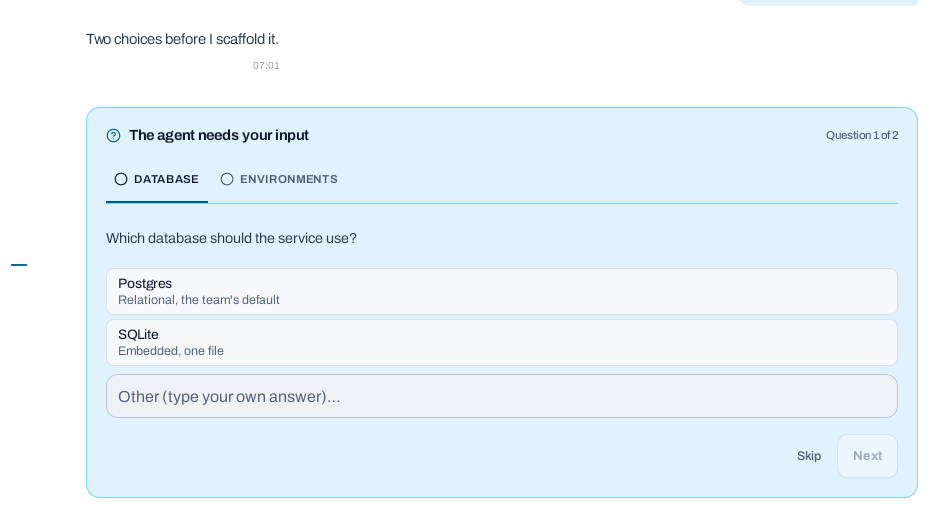 Two choices before I scaffold it.
07:01
The agent needs your input
Question 1 of 2
DATABASE
ENVIRONMENTS
Which database should the service use?
Postgres
Relational, the team's default
SQLite
Embedded, one file
Other (type your own answer)...
Skip
Next